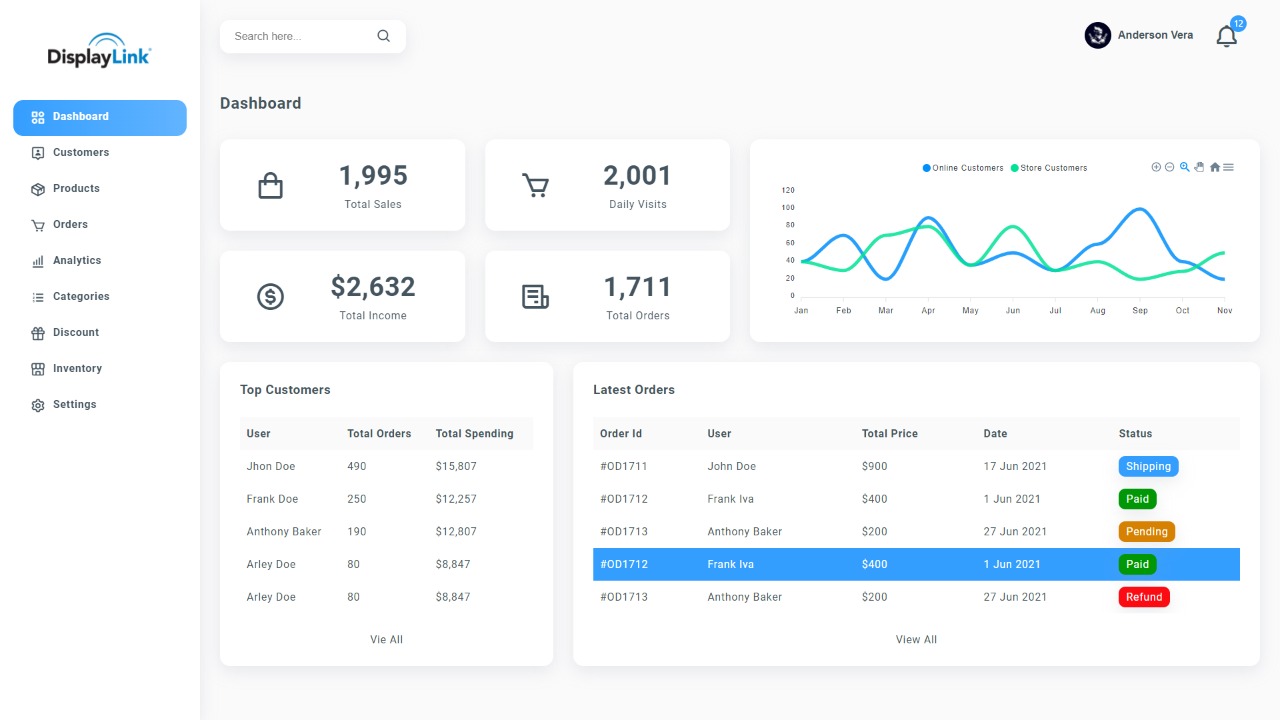 DisplayLink
Search here...
Anderson Vera
12
Dashboard
Customers
Products
Orders
Analytics
Categories
Discount
Inventory
Settings
Dashboard
1,995
Total Sales
2,001
Daily Visits
$2,632
Total Income
1,711
Total Orders
Online Customers Store Customers
120
100
80
60
40
20
0
Jan Feb Mar Apr May Jun Jul Aug Sep Oct Nov
Top Customers
User Total Orders Total Spending
Jhon Doe 490 $15,807
Frank Doe 250 $12,257
Anthony Baker 190 $12,807
Arley Doe 80 $8,847
Arley Doe 80 $8,847
Vie All
Latest Orders
Order Id User Total Price Date Status
#OD1711 John Doe $900 17 Jun 2021 Shipping
#OD1712 Frank Iva $400 1 Jun 2021 Paid
#OD1713 Anthony Baker $200 27 Jun 2021 Pending
#OD1712 Frank Iva $400 1 Jun 2021 Paid
#OD1713 Anthony Baker $200 27 Jun 2021 Refund
View All